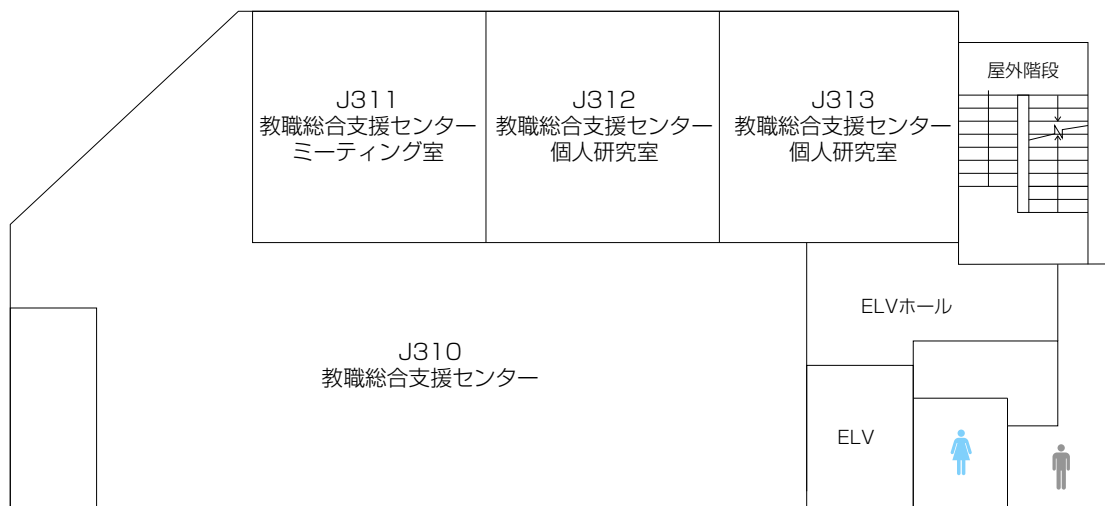 J311
教職総合支援センター
ミーティング室
J312
教職総合支援センター
個人研究室
J313
教職総合支援センター
個人研究室
屋外階段
ELVホール
J310
教職総合支援センター
ELV